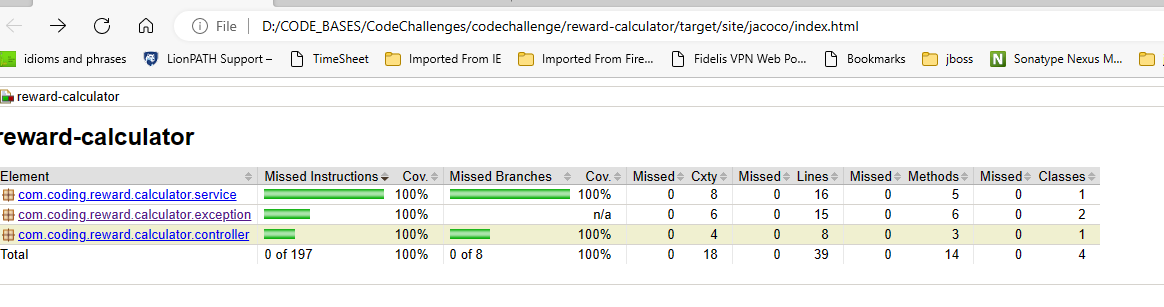 File D:/CODE_BASES/CodeChallenges/codechallenge/reward-calculator/target/site/jacoco/index.html
idioms and phrases LionPATH Support – TimeSheet Imported From IE Imported From Fire... Fidelis VPN Web Po... Bookmarks jboss N Sonatype Nexus M...
reward-calculator
reward-calculator
Element Missed Instructions Cov. Missed Branches Cov. Missed Cxty Missed Lines Missed Methods Missed Classes
com.coding.reward.calculator.service 100% 100% 0 8 0 16 0 5 0 1
com.coding.reward.calculator.exception 100% n/a 0 6 0 15 0 6 0 2
com.coding.reward.calculator.controller 100% 100% 0 4 0 8 0 3 0 1
Total 0 of 197 100% 0 of 8 100% 0 18 0 39 0 14 0 4